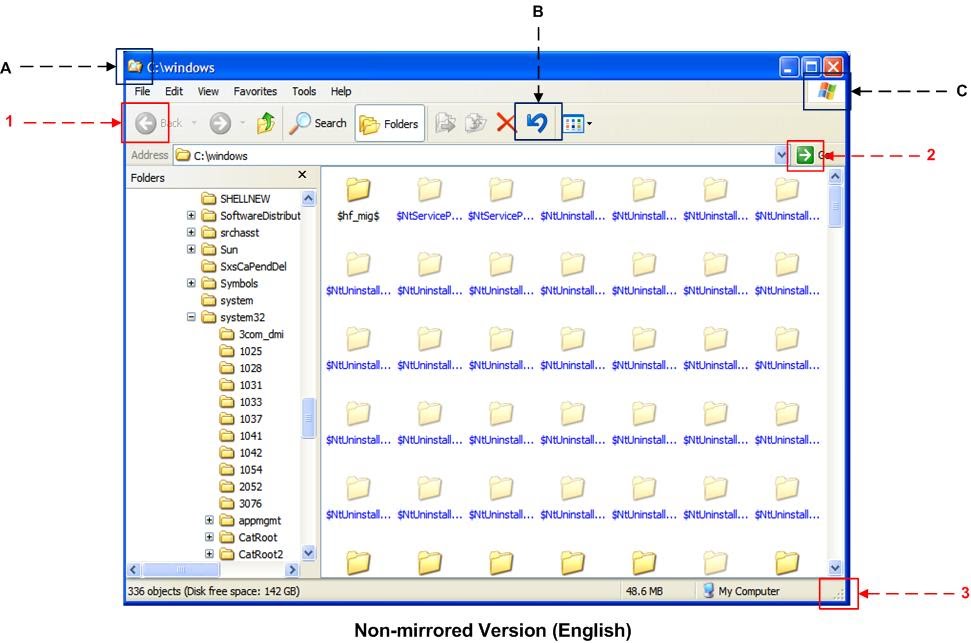 B
A
C:\windows
File Edit View Favorites Tools Help
C
1
Back Search Folders
Address C:\windows
2
Folders
SHELLNEW
SoftwareDistribut
srchasst
Sun
SxsCaPendDel
Symbols
system
system32
3com_dmi
1025
1028
1031
1033
1037
1041
1042
1054
2052
3076
appmgmt
CatRoot
CatRoot2
$hf_mig$ $NtServiceP... $NtServiceP... $NtUninstall... $NtUninstall... $NtUninstall... $NtUninstall...
$NtUninstall... $NtUninstall... $NtUninstall... $NtUninstall... $NtUninstall... $NtUninstall... $NtUninstall...
$NtUninstall... $NtUninstall... $NtUninstall... $NtUninstall... $NtUninstall... $NtUninstall... $NtUninstall...
$NtUninstall... $NtUninstall... $NtUninstall... $NtUninstall... $NtUninstall... $NtUninstall... $NtUninstall...
$NtUninstall... $NtUninstall... $NtUninstall... $NtUninstall... $NtUninstall... $NtUninstall... $NtUninstall...
336 objects (Disk free space: 142 GB) 48.6 MB My Computer
3
Non-mirrored Version (English)